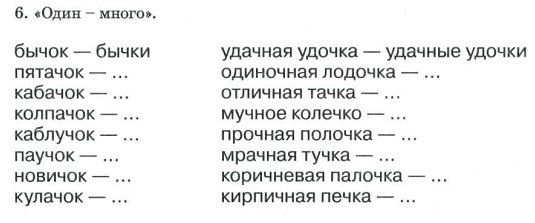 6. «Один – много».
бычок — бычки удачная удочка — удачные удочки
пятачок — ... одиночная лодочка — ...
кабачок — ... отличная тачка — ...
колпачок — ... мучное колечко — ...
каблучок — ... прочная полочка — ...
паучок — ... мрачная тучка — ...
новичок — ... коричневая палочка — ...
кулачок — ... кирпичная печка — ...